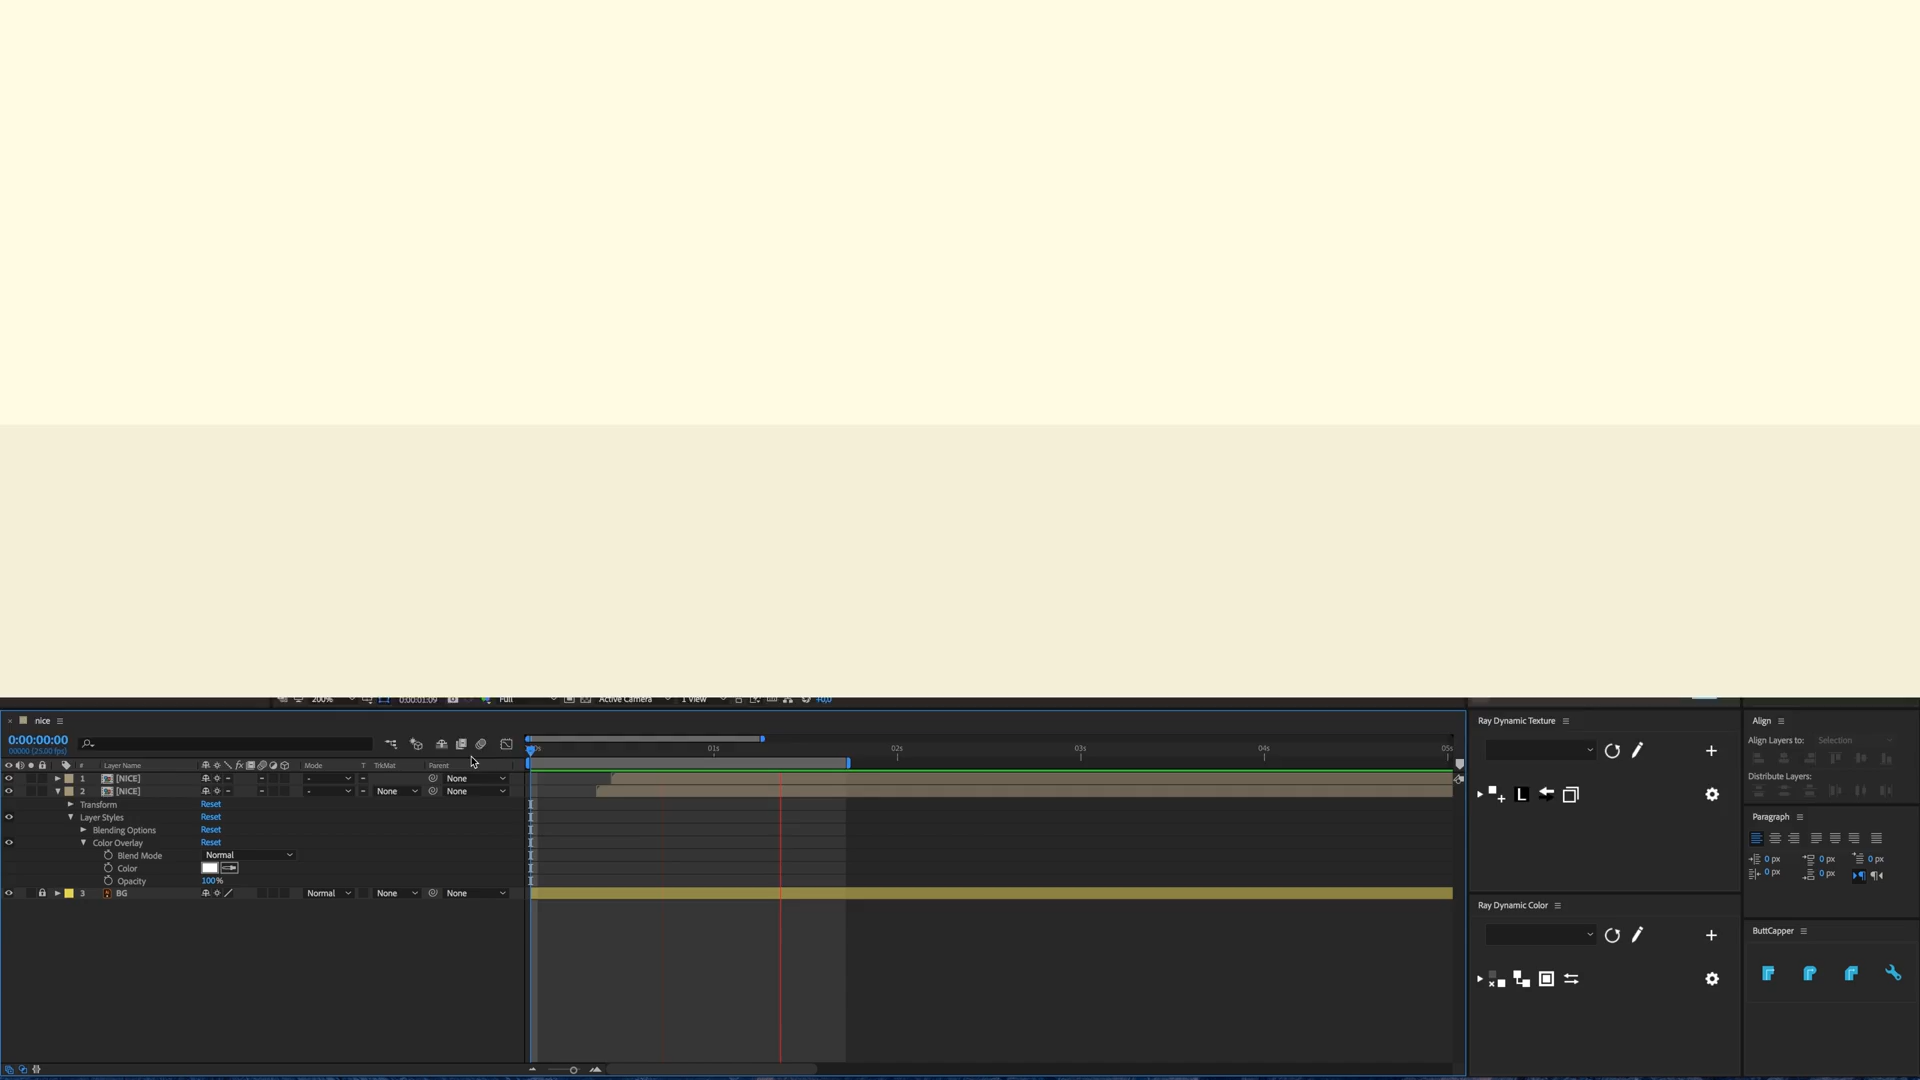 200% 0:00:01:09 Full Active Camera 1 View +0,0
nice
0:00:00:00
00000 (25.00 fps)
# Layer Name Mode T TrkMat Parent
01s 02s 03s 04s 05s
1 [NICE] - None
2 [NICE] - None None
Transform Reset
Layer Styles Reset
Blending Options Reset
Color Overlay Reset
Blend Mode Normal
Color
Opacity 100%
3 BG Normal None None
Ray Dynamic Texture
Ray Dynamic Color
Align
Align Layers to: Selection
Distribute Layers:
Paragraph
0 px 0 px 0 px
0 px 0 px
ButtCapper